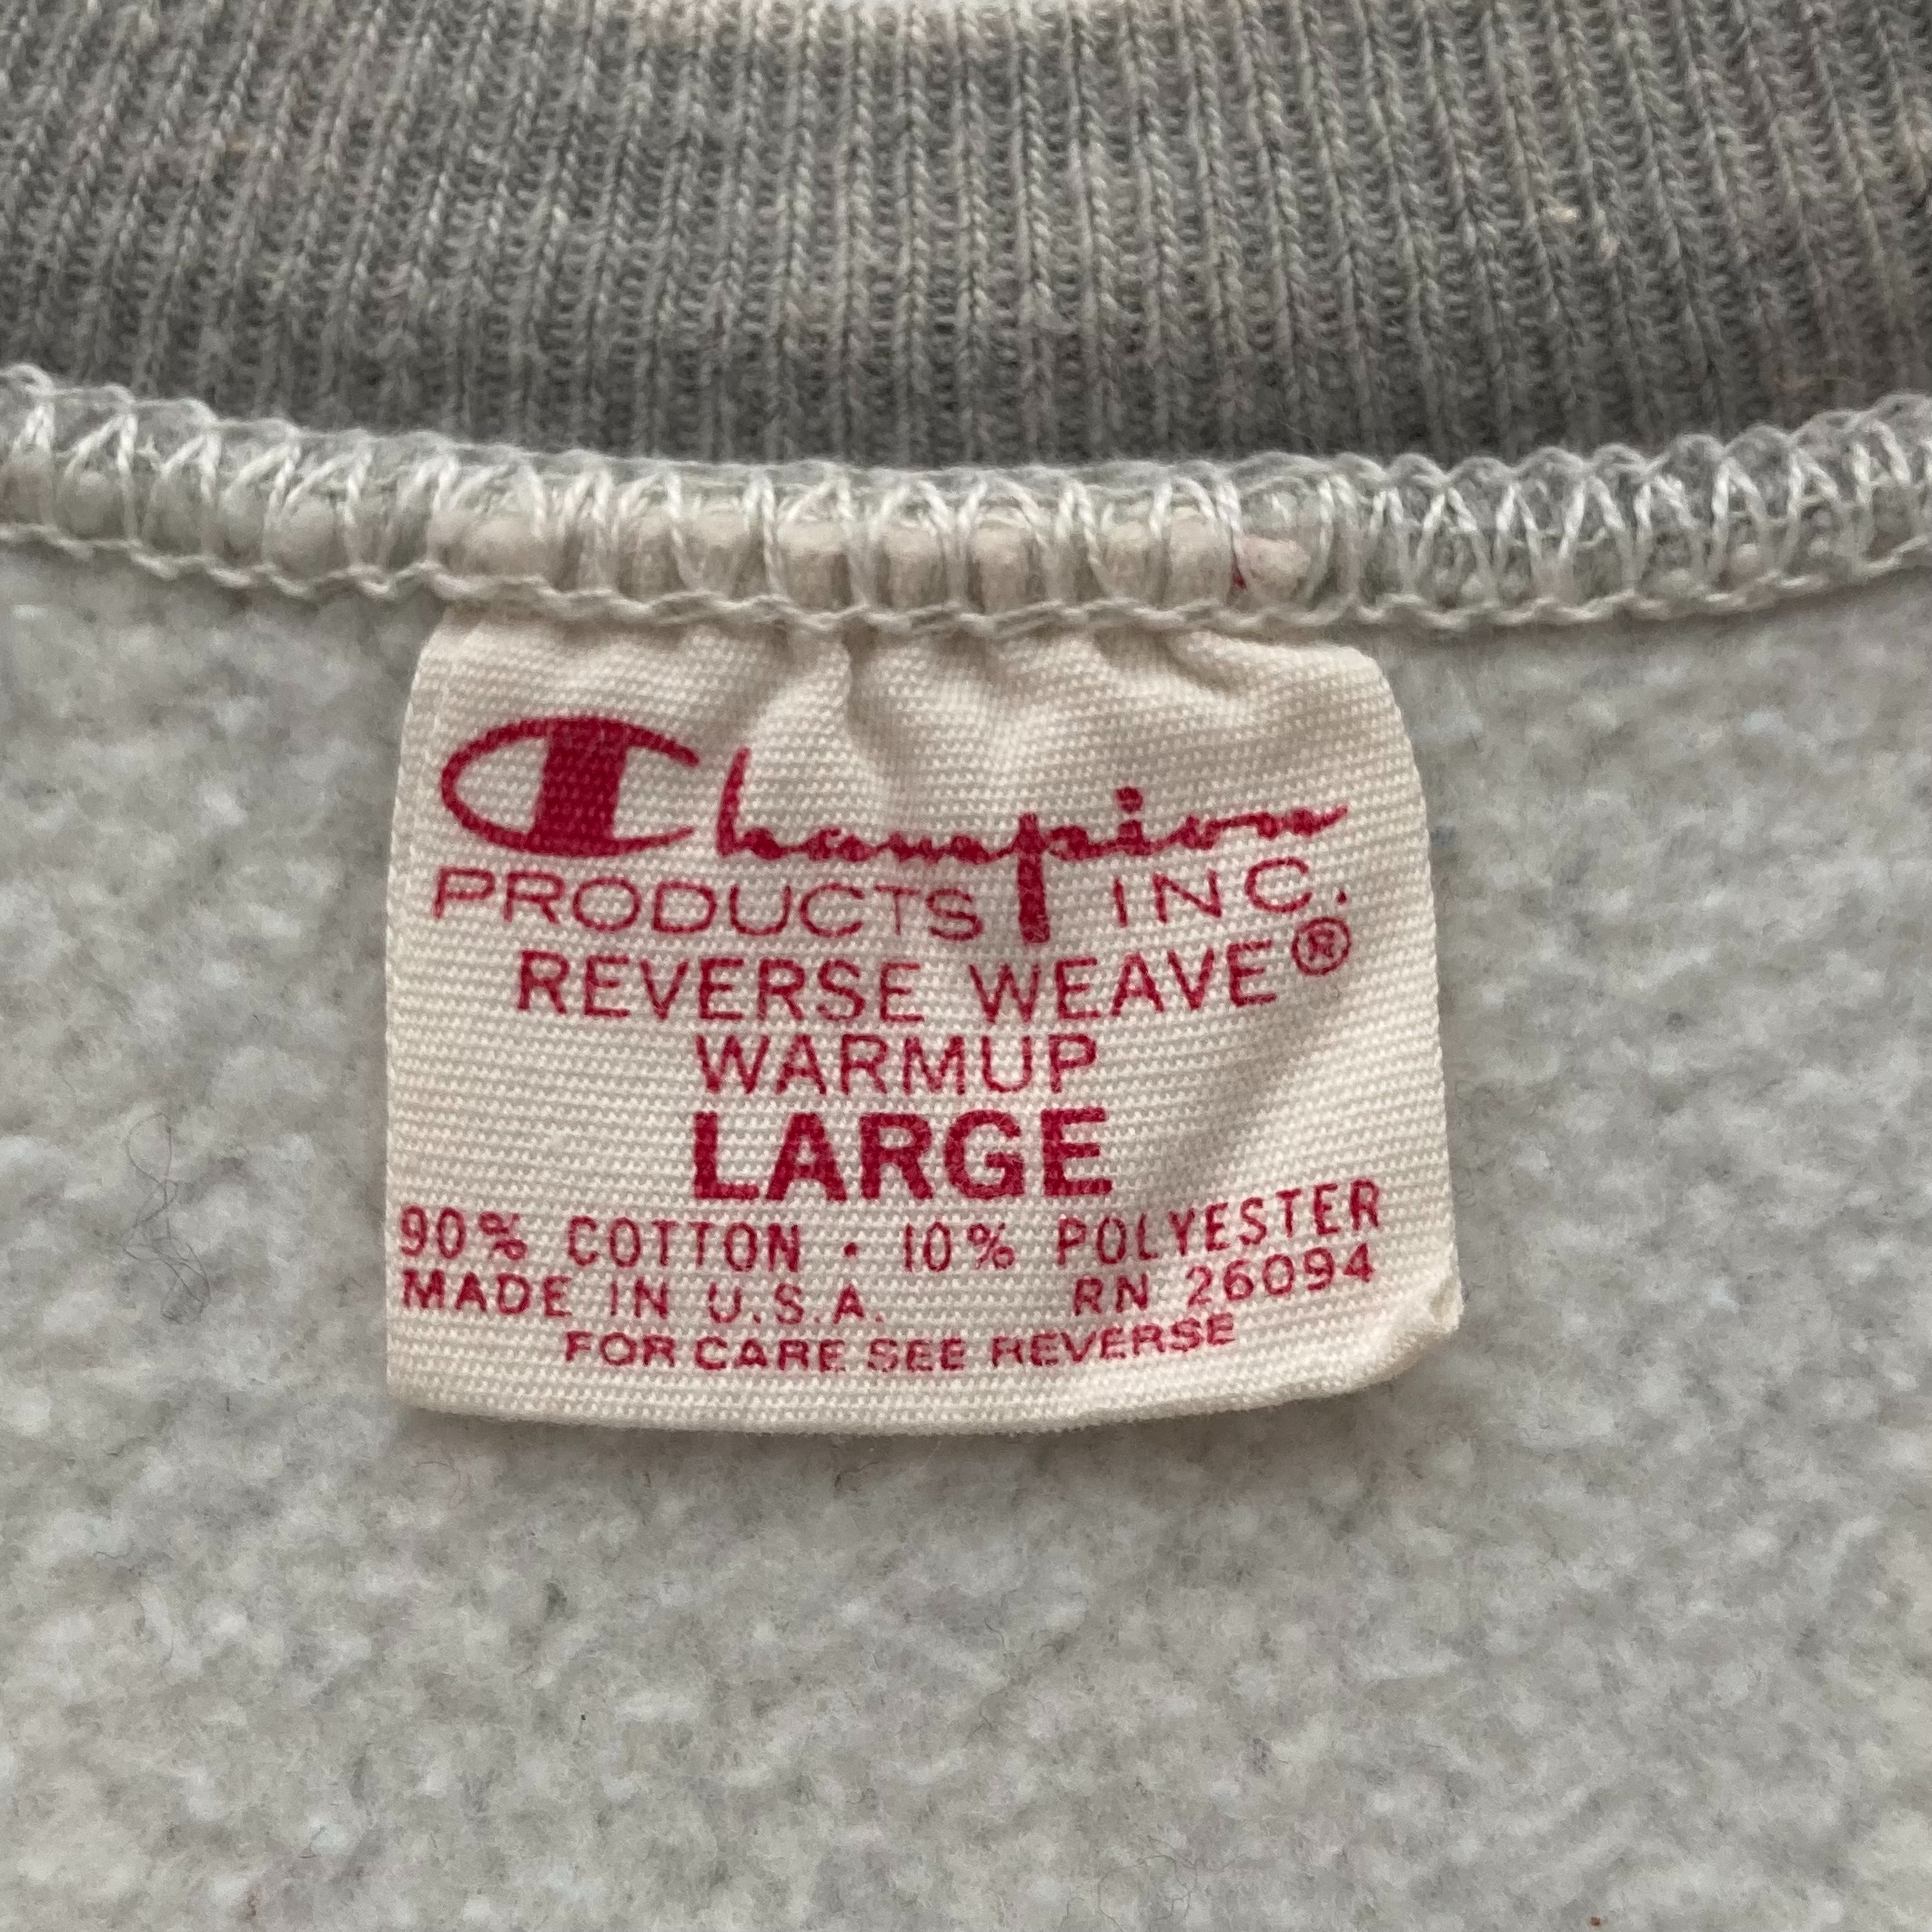 Champion
PRODUCTS INC.
REVERSE WEAVE®
WARMUP
LARGE
90% COTTON · 10% POLYESTER
MADE IN U.S.A. RN 26094
FOR CARE SEE REVERSE